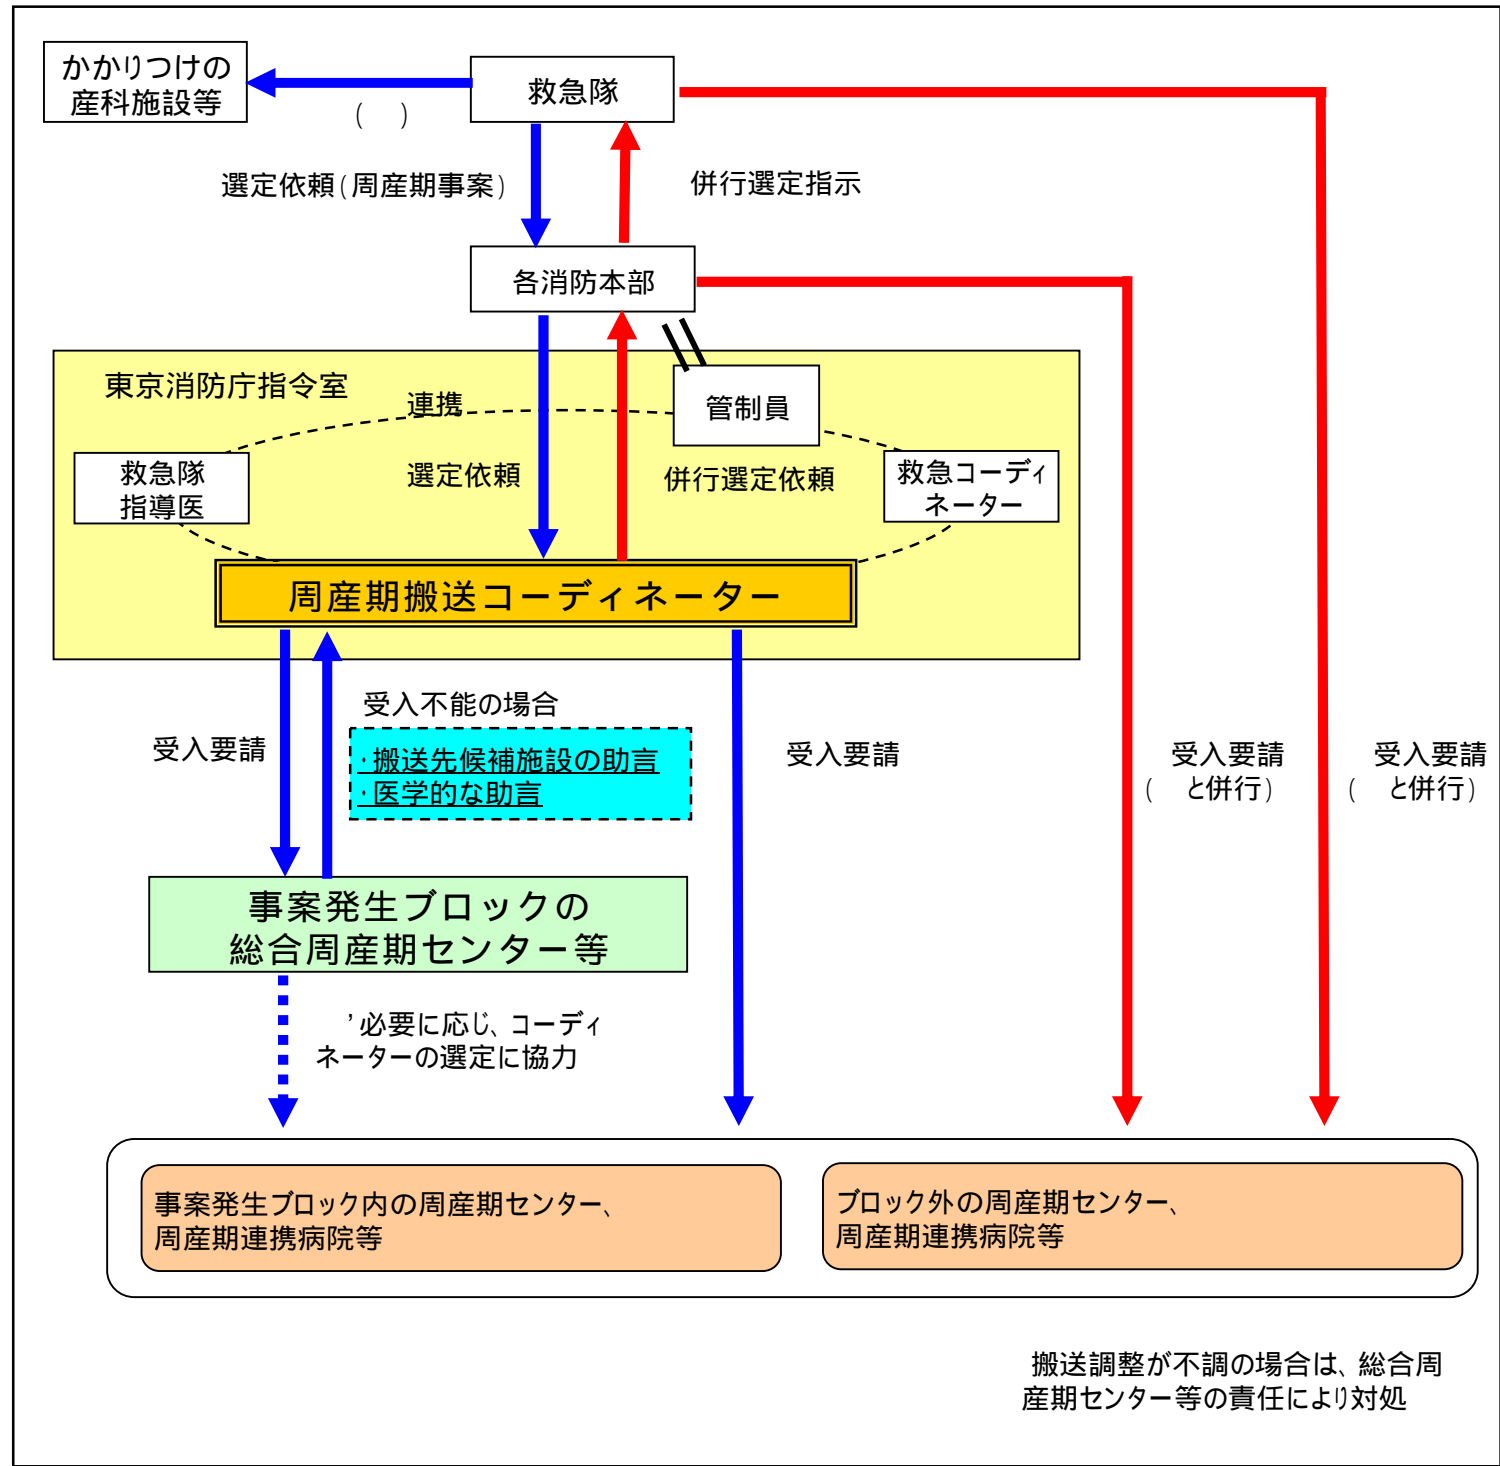 かかりつけの
産科施設等
救急隊
(　)
選定依頼(周産期事案)
併行選定指示
各消防本部
東京消防庁指令室
連携
管制員
救急隊
指導医
選定依頼
併行選定依頼
救急コーディ
ネーター
周産期搬送コーディネーター
受入不能の場合
受入要請
・搬送先候補施設の助言
・医学的な助言
受入要請
受入要請
(　と併行)
受入要請
(　と併行)
事案発生ブロックの
総合周産期センター等
’必要に応じ、コーディ
ネーターの選定に協力
事案発生ブロック内の周産期センター、
周産期連携病院等
ブロック外の周産期センター、
周産期連携病院等
搬送調整が不調の場合は、総合周
産期センター等の責任により対処